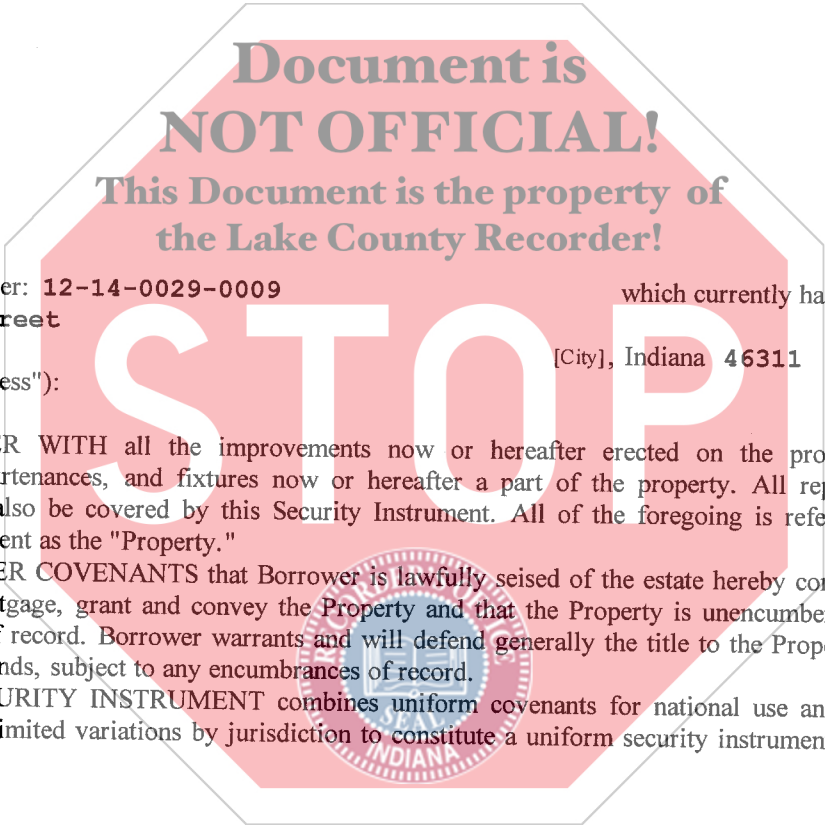 Document is
NOT OFFICIAL!
This Document is the property of
the Lake County Recorder!
er: 12-14-0029-0009 which currently ha
reet
[City], Indiana 46311
ess"):
STOP
ER WITH all the improvements now or hereafter erected on the pro
rtenances, and fixtures now or hereafter a part of the property. All rep
also be covered by this Security Instrument. All of the foregoing is refe
ent as the "Property."
ER COVENANTS that Borrower is lawfully seised of the estate hereby con
tgage, grant and convey the Property and that the Property is unencumbe
f record. Borrower warrants and will defend generally the title to the Prope
nds, subject to any encumbrances of record.
URITY INSTRUMENT combines uniform covenants for national use an
imited variations by jurisdiction to constitute a uniform security instrumen
SEAL
INDIANA